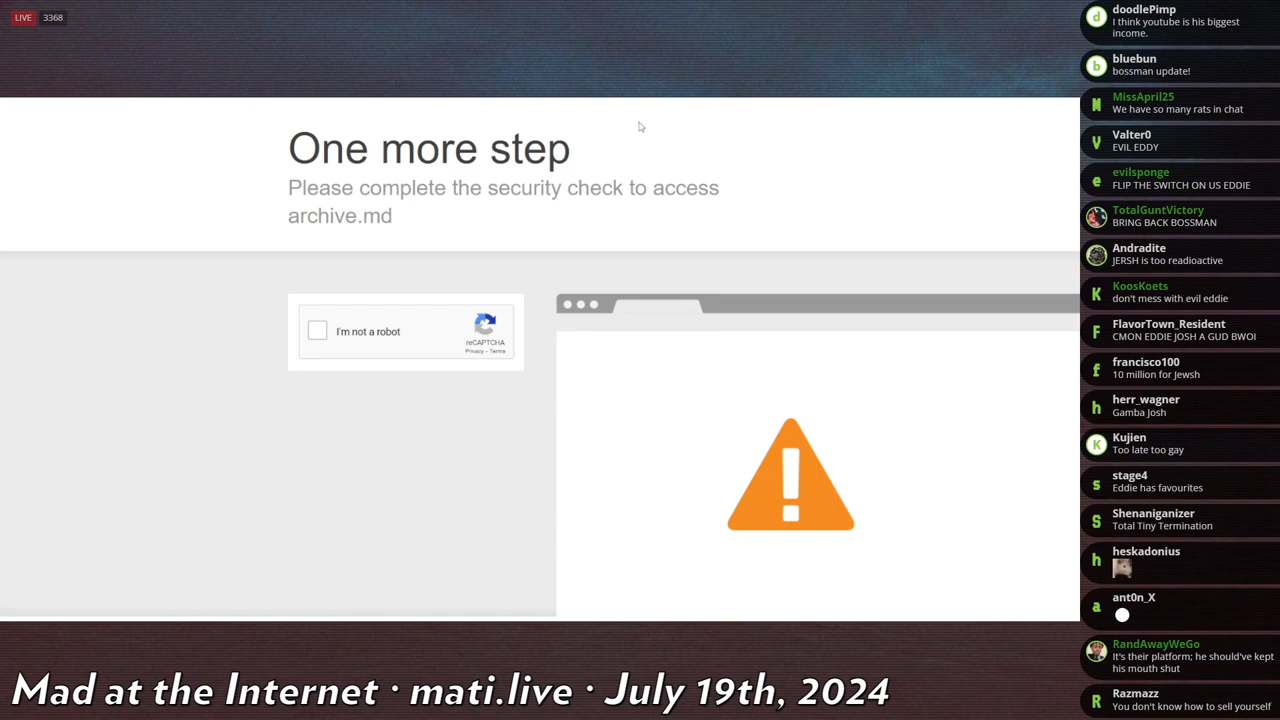 LIVE 3368
One more step
Please complete the security check to access
archive.md
I'm not a robot
reCAPTCHA
Privacy - Terms
Mad at the Internet · mati.live · July 19th, 2024
d
doodlePimp
I think youtube is his biggest
income.
b
bluebun
bossman update!
N
MissApril25
We have so many rats in chat
V
Valter0
EVIL EDDY
e
evilsponge
FLIP THE SWITCH ON US EDDIE
TotalGuntVictory
BRING BACK BOSSMAN
Andradite
JERSH is too readioactive
K
KoosKoets
don't mess with evil eddie
F
FlavorTown_Resident
CMON EDDIE JOSH A GUD BWOI
f
francisco100
10 million for Jewsh
h
herr_wagner
Gamba Josh
K
Kujien
Too late too gay
s
stage4
Eddie has favourites
S
Shenaniganizer
Total Tiny Termination
h
heskadonius
a
ant0n_X
RandAwayWeGo
It's their platform; he should've kept
his mouth shut
R
Razmazz
You don't know how to sell yourself